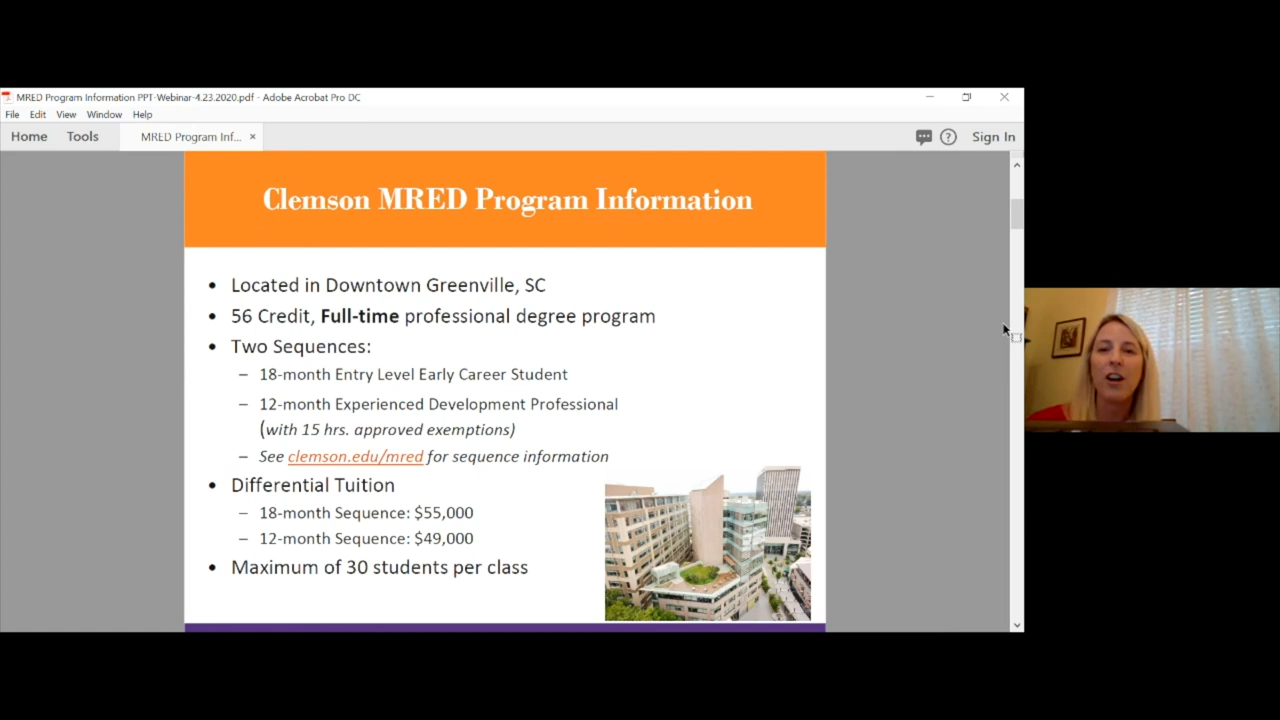 MRED Program Information PPT-Webinar-4.23.2020.pdf - Adobe Acrobat Pro DC
File Edit View Window Help
Home Tools MRED Program Inf... × Sign In
Clemson MRED Program Information
• Located in Downtown Greenville, SC
• 56 Credit, Full-time professional degree program
• Two Sequences:
– 18-month Entry Level Early Career Student
– 12-month Experienced Development Professional
(with 15 hrs. approved exemptions)
– See clemson.edu/mred for sequence information
• Differential Tuition
– 18-month Sequence: $55,000
– 12-month Sequence: $49,000
• Maximum of 30 students per class